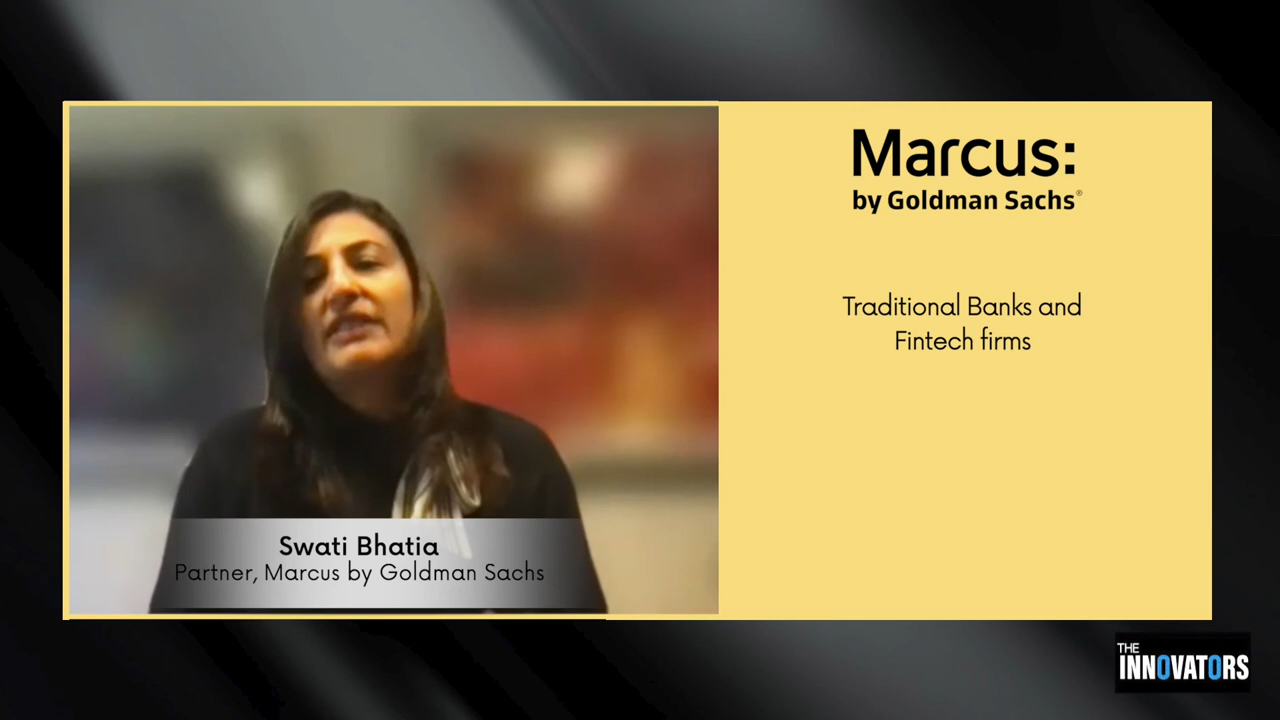 Marcus:
by Goldman Sachs®
Traditional Banks and
Fintech firms
Swati Bhatia
Partner, Marcus by Goldman Sachs
THE
INNOVATORS